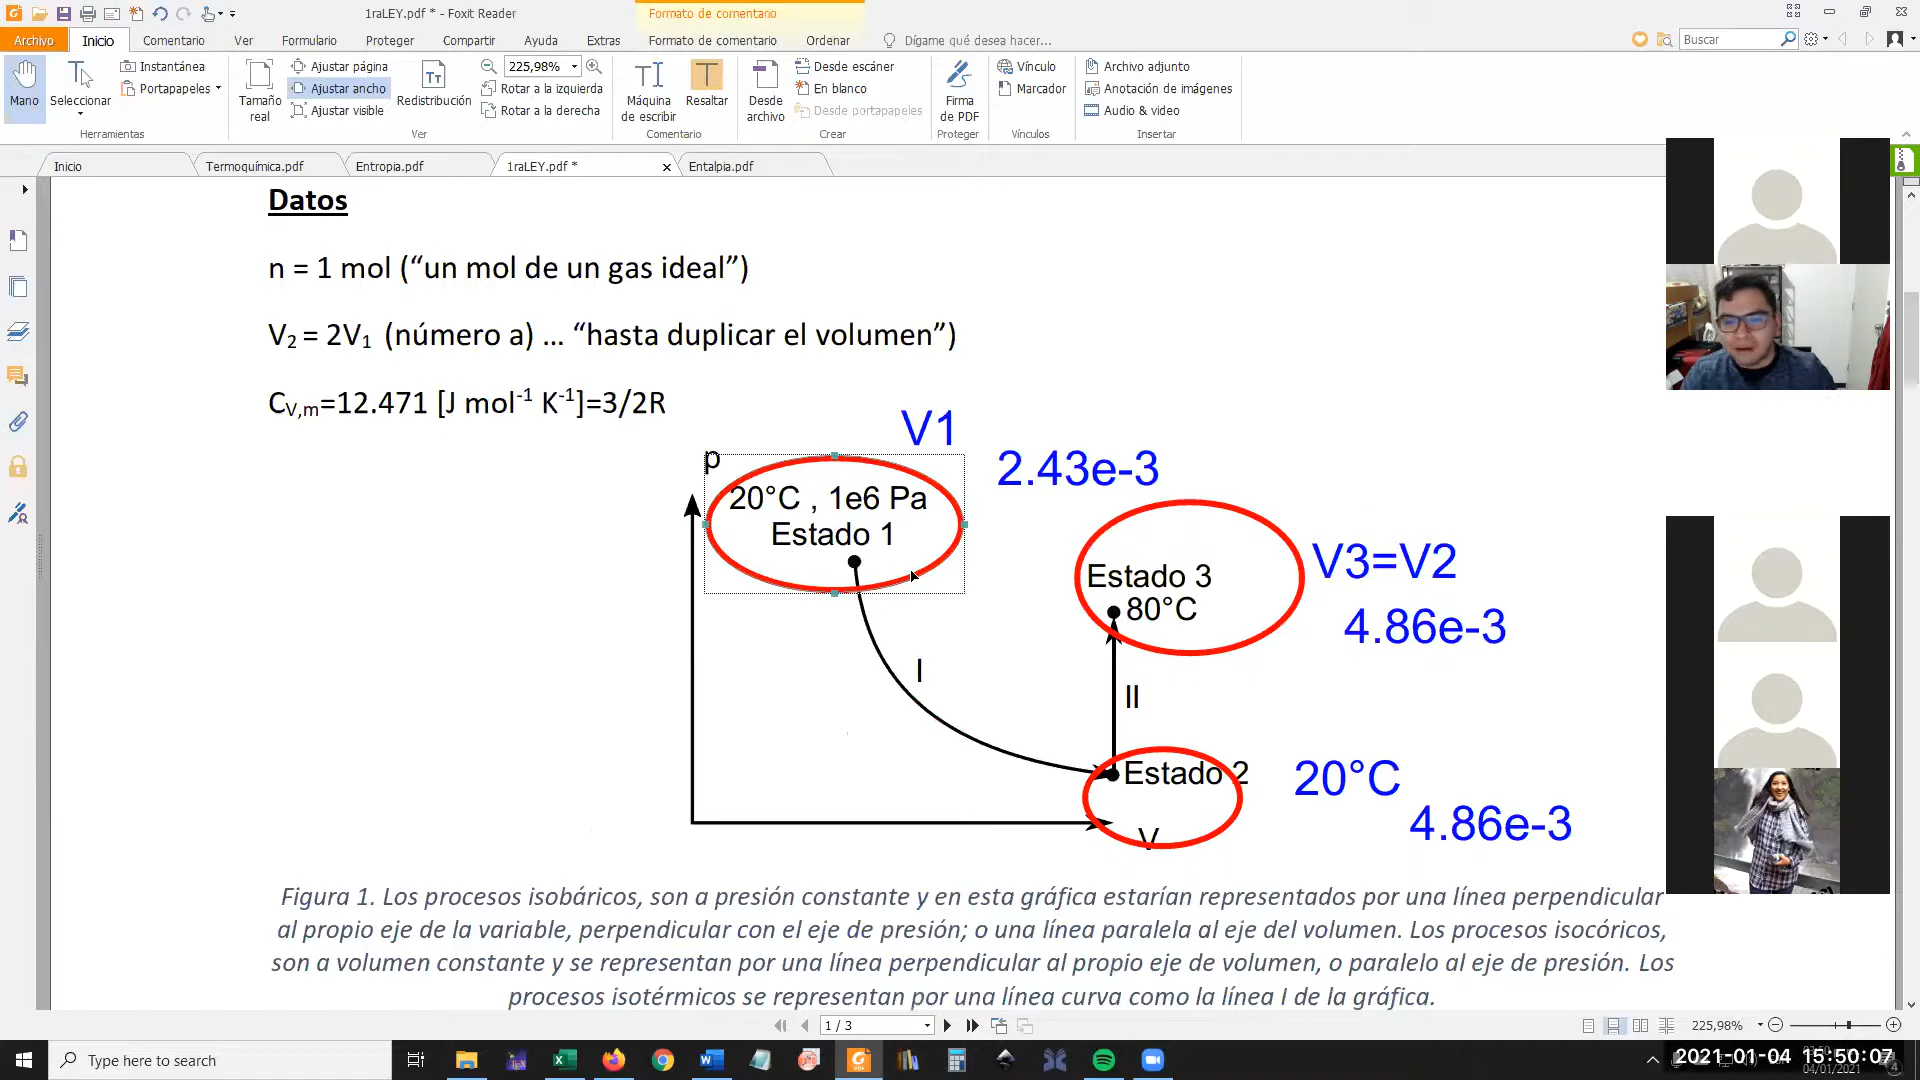 1raLEY.pdf * - Foxit Reader
Formato de comentario
Archivo
Inicio
Comentario
Ver
Formulario
Proteger
Compartir
Ayuda
Extras
Formato de comentario
Ordenar
Dígame qué desea hacer...
Buscar
Mano
Seleccionar
Instantánea
Portapapeles
Herramientas
Tamaño real
Ajustar página
Ajustar ancho
Ajustar visible
Redistribución
225,98%
Rotar a la izquierda
Rotar a la derecha
Ver
Máquina de escribir
Resaltar
Comentario
Desde archivo
Desde escáner
En blanco
Desde portapapeles
Crear
Firma de PDF
Proteger
Vínculo
Marcador
Vínculos
Archivo adjunto
Anotación de imágenes
Audio & video
Insertar
Inicio
Termoquímica.pdf
Entropia.pdf
1raLEY.pdf *
Entalpia.pdf
Datos
n = 1 mol (“un mol de un gas ideal”)
V2 = 2V1 (número a) ... “hasta duplicar el volumen”)
CV,m=12.471 [J mol-1 K-1]=3/2R
V1
p
2.43e-3
20°C , 1e6 Pa
Estado 1
V3=V2
Estado 3
80°C
4.86e-3
I
II
Estado 2
20°C
4.86e-3
V
Figura 1. Los procesos isobáricos, son a presión constante y en esta gráfica estarían representados por una línea perpendicular
al propio eje de la variable, perpendicular con el eje de presión; o una línea paralela al eje del volumen. Los procesos isocóricos,
son a volumen constante y se representan por una línea perpendicular al propio eje de volumen, o paralelo al eje de presión. Los
procesos isotérmicos se representan por una línea curva como la línea I de la gráfica.
1 / 3
225,98%
Type here to search
2021-01-04 15:50:07
04/01/2021